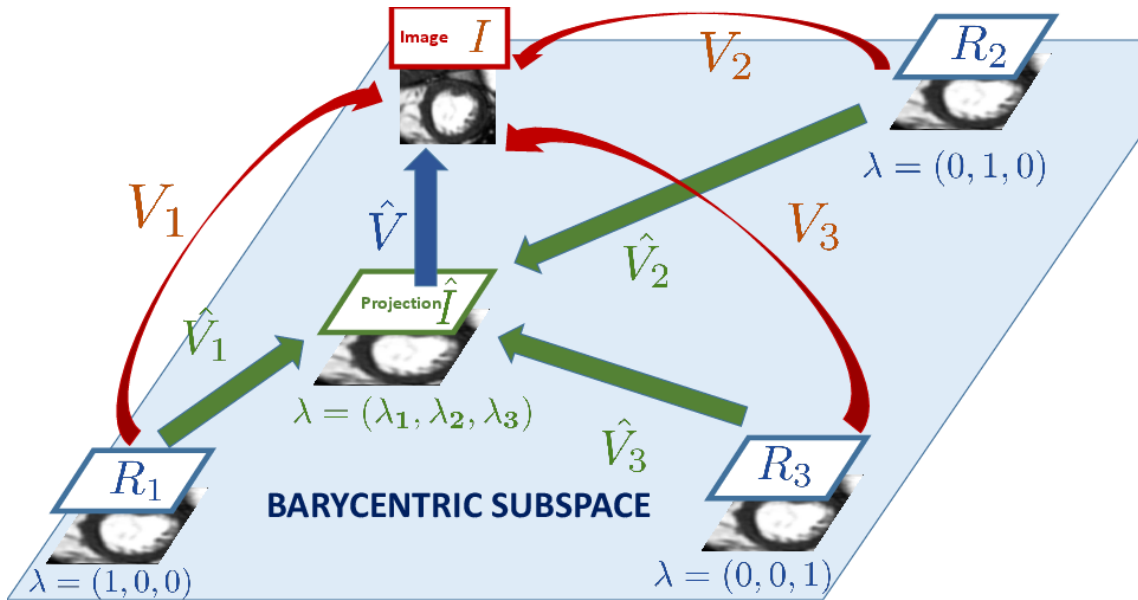 Image I
V₂
R₂
λ = (0, 1, 0)
V₁
V̂
V₃
V̂₂
Projection Î
V̂₁
λ = (λ₁, λ₂, λ₃)
V̂₃
R₁
R₃
BARYCENTRIC SUBSPACE
λ = (1, 0, 0)
λ = (0, 0, 1)